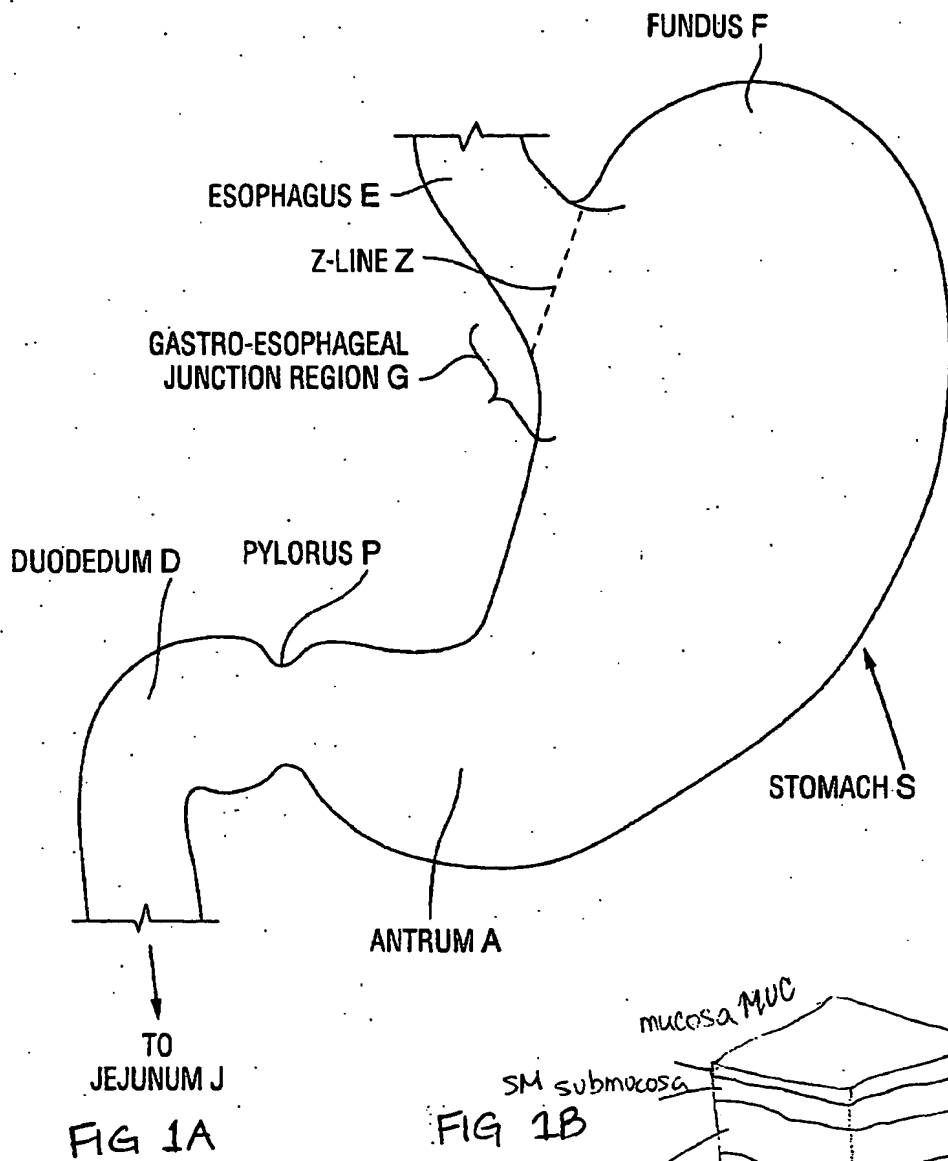 FUNDUS F
ESOPHAGUS E
Z-LINE Z
GASTRO-ESOPHAGEAL
JUNCTION REGION G
DUODEDUM D
PYLORUS P
STOMACH S
ANTRUM A
TO
JEJUNUM J
FIG 1A
mucosa MUC
SM submucosa
FIG 1B